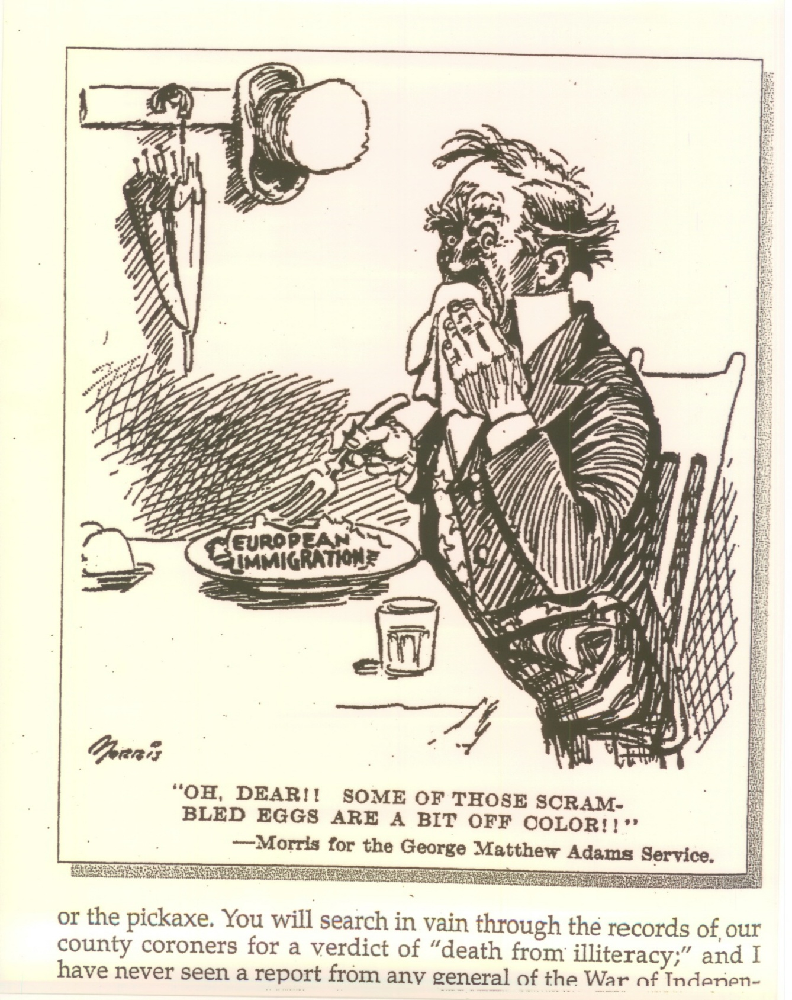 EUROPEAN
IMMIGRATION
Morris
"OH, DEAR!! SOME OF THOSE SCRAM-
BLED EGGS ARE A BIT OFF COLOR!!"
—Morris for the George Matthew Adams Service.
or the pickaxe. You will search in vain through the records of our
county coroners for a verdict of "death from illiteracy;" and I
have never seen a report from any general of the War of Indepen-